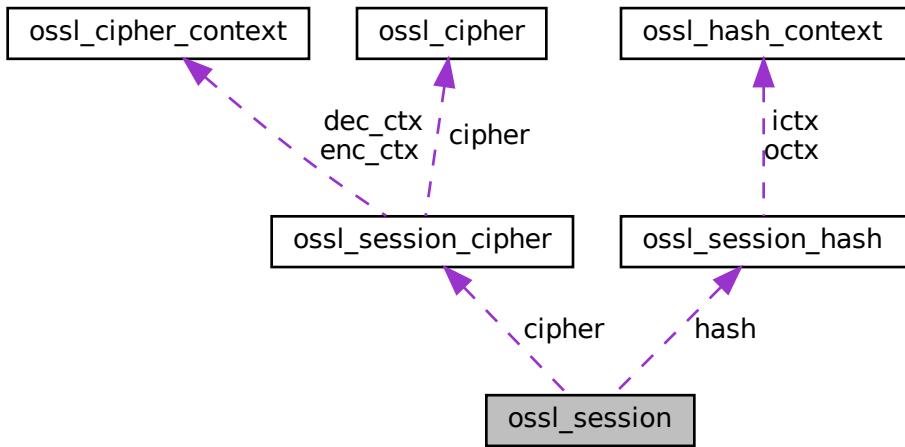 ossl_cipher_context
ossl_cipher
ossl_hash_context
dec_ctx
enc_ctx
cipher
ictx
octx
ossl_session_cipher
ossl_session_hash
cipher
hash
ossl_session